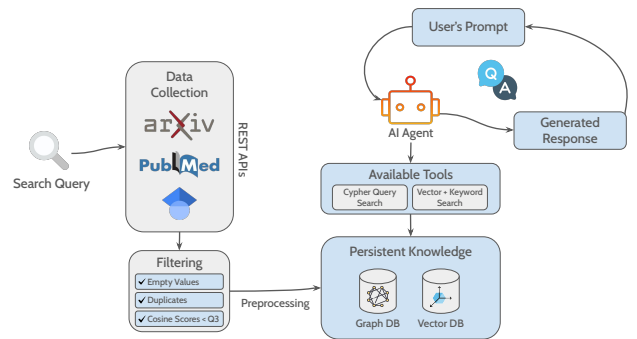 Search Query
Data
Collection
arXiv
PubMed
REST APIs
Filtering
Empty Values
Duplicates
Cosine Scores < Q3
Preprocessing
User's Prompt
Q
A
AI Agent
Generated
Response
Available Tools
Cypher Query
Search
Vector + Keyword
Search
Persistent Knowledge
Graph DB
Vector DB